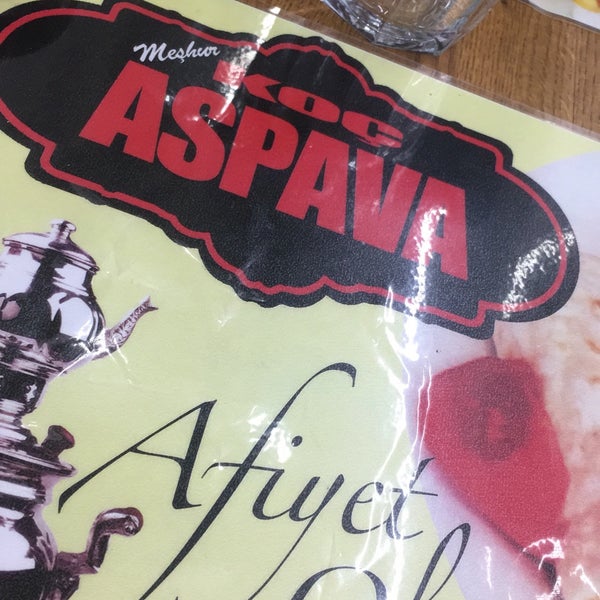 Meşhur
KOÇ
ASPAVA
Afiyet